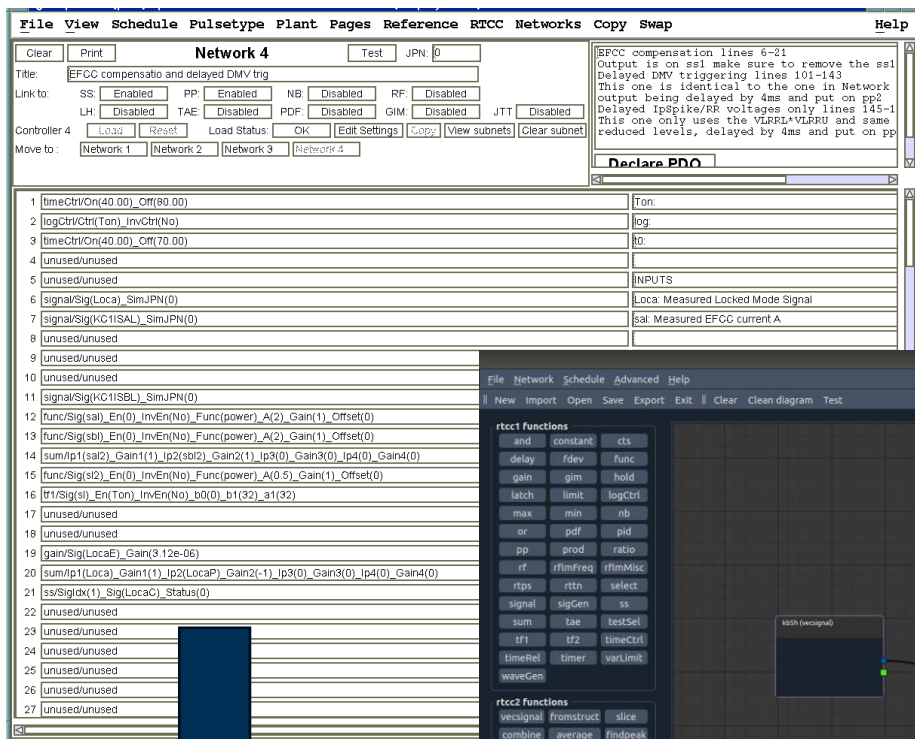 File View Schedule Pulsetype Plant Pages Reference RTCC Networks Copy Swap Help
Clear Print Network 4 Test JPN: 0
Title: EFCC compensatio and delayed DMV trig
Link to: SS: Enabled PP: Enabled NB: Disabled RF: Disabled
LH: Disabled TAE: Disabled PDF: Disabled GIM: Disabled JTT Disabled
Controller 4 Load Reset Load Status: OK Edit Settings Copy View subnets Clear subnet
Move to : Network 1 Network 2 Network 3 Network 4
EFCC compensation lines 6-21
Output is on ss1 make sure to remove the ss1
Delayed DMV triggering lines 101-143
This one is identical to the one in Network
output being delayed by 4ms and put on pp2
Delayed IpSpike/RR voltages only lines 145-1
This one only uses the VLRRL*VLRRU and same
reduced levels, delayed by 4ms and put on pp
Declare PDO
1 timeCtrl/On(40.00)_Off(80.00) Ton:
2 logCtrl/Ctrl(Ton)_InvCtrl(No) log:
3 timeCtrl/On(40.00)_Off(70.00) t0:
4 unused/unused
5 unused/unused INPUTS
6 signal/Sig(Loca)_SimJPN(0) Loca: Measured Locked Mode Signal
7 signal/Sig(KC1ISAL)_SimJPN(0) sal: Measured EFCC current A
8 unused/unused
9 unused/unused
10 unused/unused
11 signal/Sig(KC1ISBL)_SimJPN(0)
12 func/Sig(sal)_En(0)_InvEn(No)_Func(power)_A(2)_Gain(1)_Offset(0)
13 func/Sig(sbl)_En(0)_InvEn(No)_Func(power)_A(2)_Gain(1)_Offset(0)
14 sum/Ip1(sal2)_Gain1(1)_Ip2(sbl2)_Gain2(1)_Ip3(0)_Gain3(0)_Ip4(0)_Gain4(0)
15 func/Sig(sl2)_En(0)_InvEn(No)_Func(power)_A(0.5)_Gain(1)_Offset(0)
16 tf1/Sig(sl)_En(Ton)_InvEn(No)_b0(0)_b1(32)_a1(32)
17 unused/unused
18 unused/unused
19 gain/Sig(LocaE)_Gain(3.12e-06)
20 sum/Ip1(Loca)_Gain1(1)_Ip2(LocaP)_Gain2(-1)_Ip3(0)_Gain3(0)_Ip4(0)_Gain4(0)
21 ss/SigIdx(1)_Sig(LocaC)_Status(0)
22 unused/unused
23 unused/unused
24 unused/unused
25 unused/unused
26 unused/unused
27 unused/unused
File Network Schedule Advanced Help
New Import Open Save Export Exit Clear Clean diagram Test
rtcc1 functions
and constant cts
delay fdev func
gain gim hold
latch limit logCtrl
max min nb
or pdf pid
pp prod ratio
rf rfImFreq rfImMisc
rtps rttn select
signal sigGen ss
sum tae testSel
tf1 tf2 timeCtrl
timeRel timer varLimit
waveGen
rtcc2 functions
vecsignal fromstruct slice
combine average findpeak
kb5h (vecsignal)